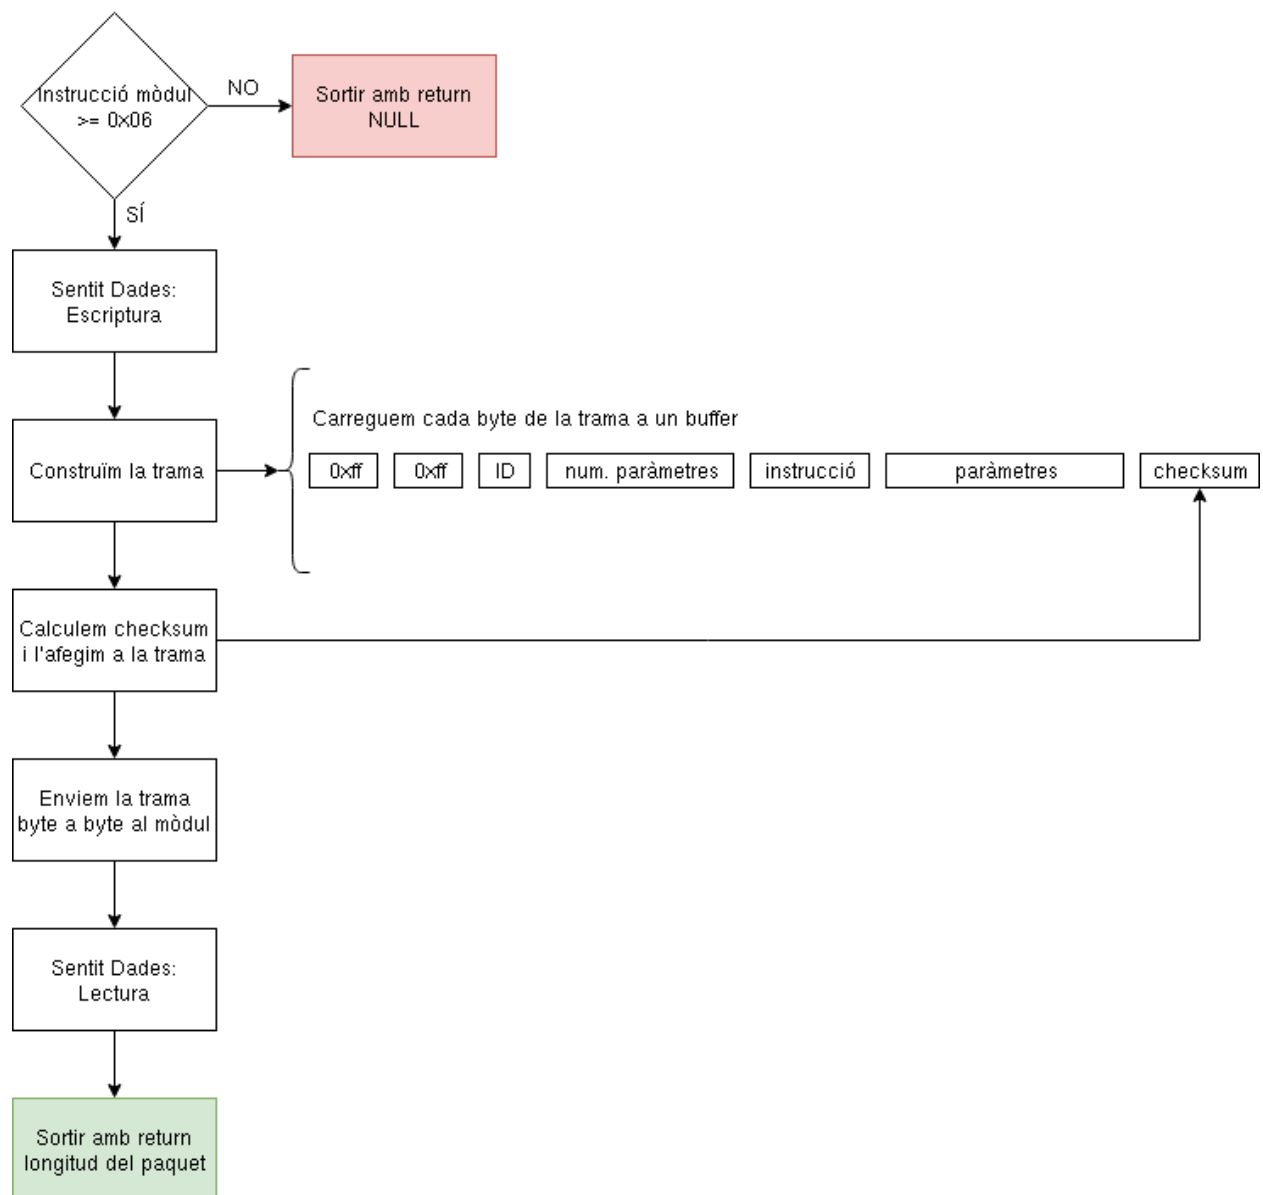 Instrucció mòdul
>= 0x06
NO
Sortir amb return
NULL
SÍ
Sentit Dades:
Escriptura
Construïm la trama
Carreguem cada byte de la trama a un buffer
0xff
0xff
ID
num. paràmetres
instrucció
paràmetres
checksum
Calculem checksum
i l'afegim a la trama
Enviem la trama
byte a byte al mòdul
Sentit Dades:
Lectura
Sortir amb return
longitud del paquet